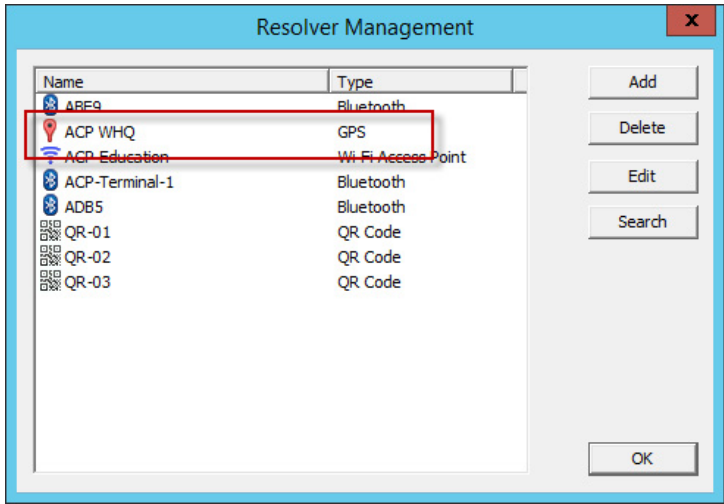 Resolver Management
x
Name Type
ABE9 Bluetooth
ACP WHQ GPS
ACP-Education Wi-Fi Access Point
ACP-Terminal-1 Bluetooth
ADB5 Bluetooth
QR-01 QR Code
QR-02 QR Code
QR-03 QR Code
Add
Delete
Edit
Search
OK